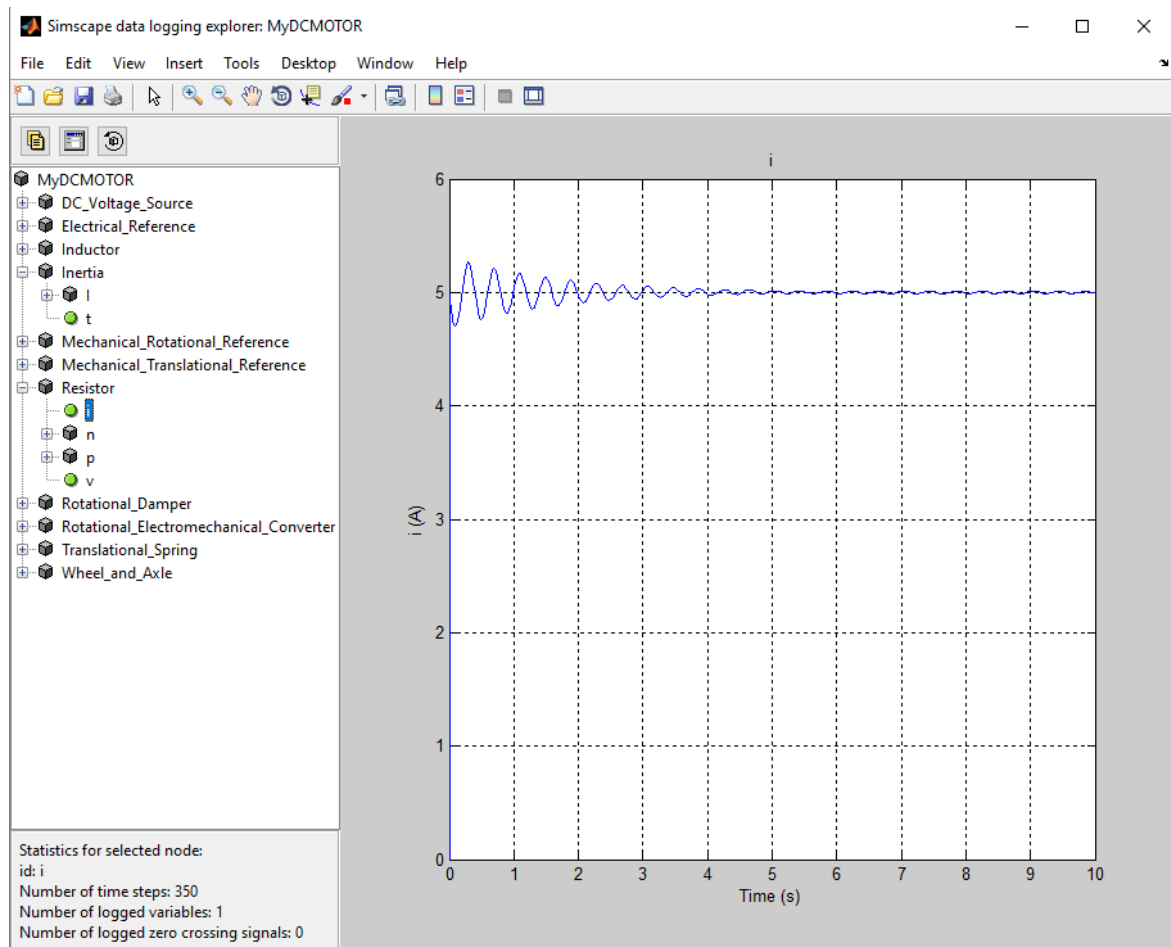 Simscape data logging explorer: MyDCMOTOR
File Edit View Insert Tools Desktop Window Help
MyDCMOTOR
DC_Voltage_Source
Electrical_Reference
Inductor
Inertia
I
t
Mechanical_Rotational_Reference
Mechanical_Translational_Reference
Resistor
i
n
p
v
Rotational_Damper
Rotational_Electromechanical_Converter
Translational_Spring
Wheel_and_Axle
Statistics for selected node:
id: i
Number of time steps: 350
Number of logged variables: 1
Number of logged zero crossing signals: 0
i
6
5
4
3
2
1
0
i (A)
0 1 2 3 4 5 6 7 8 9 10
Time (s)